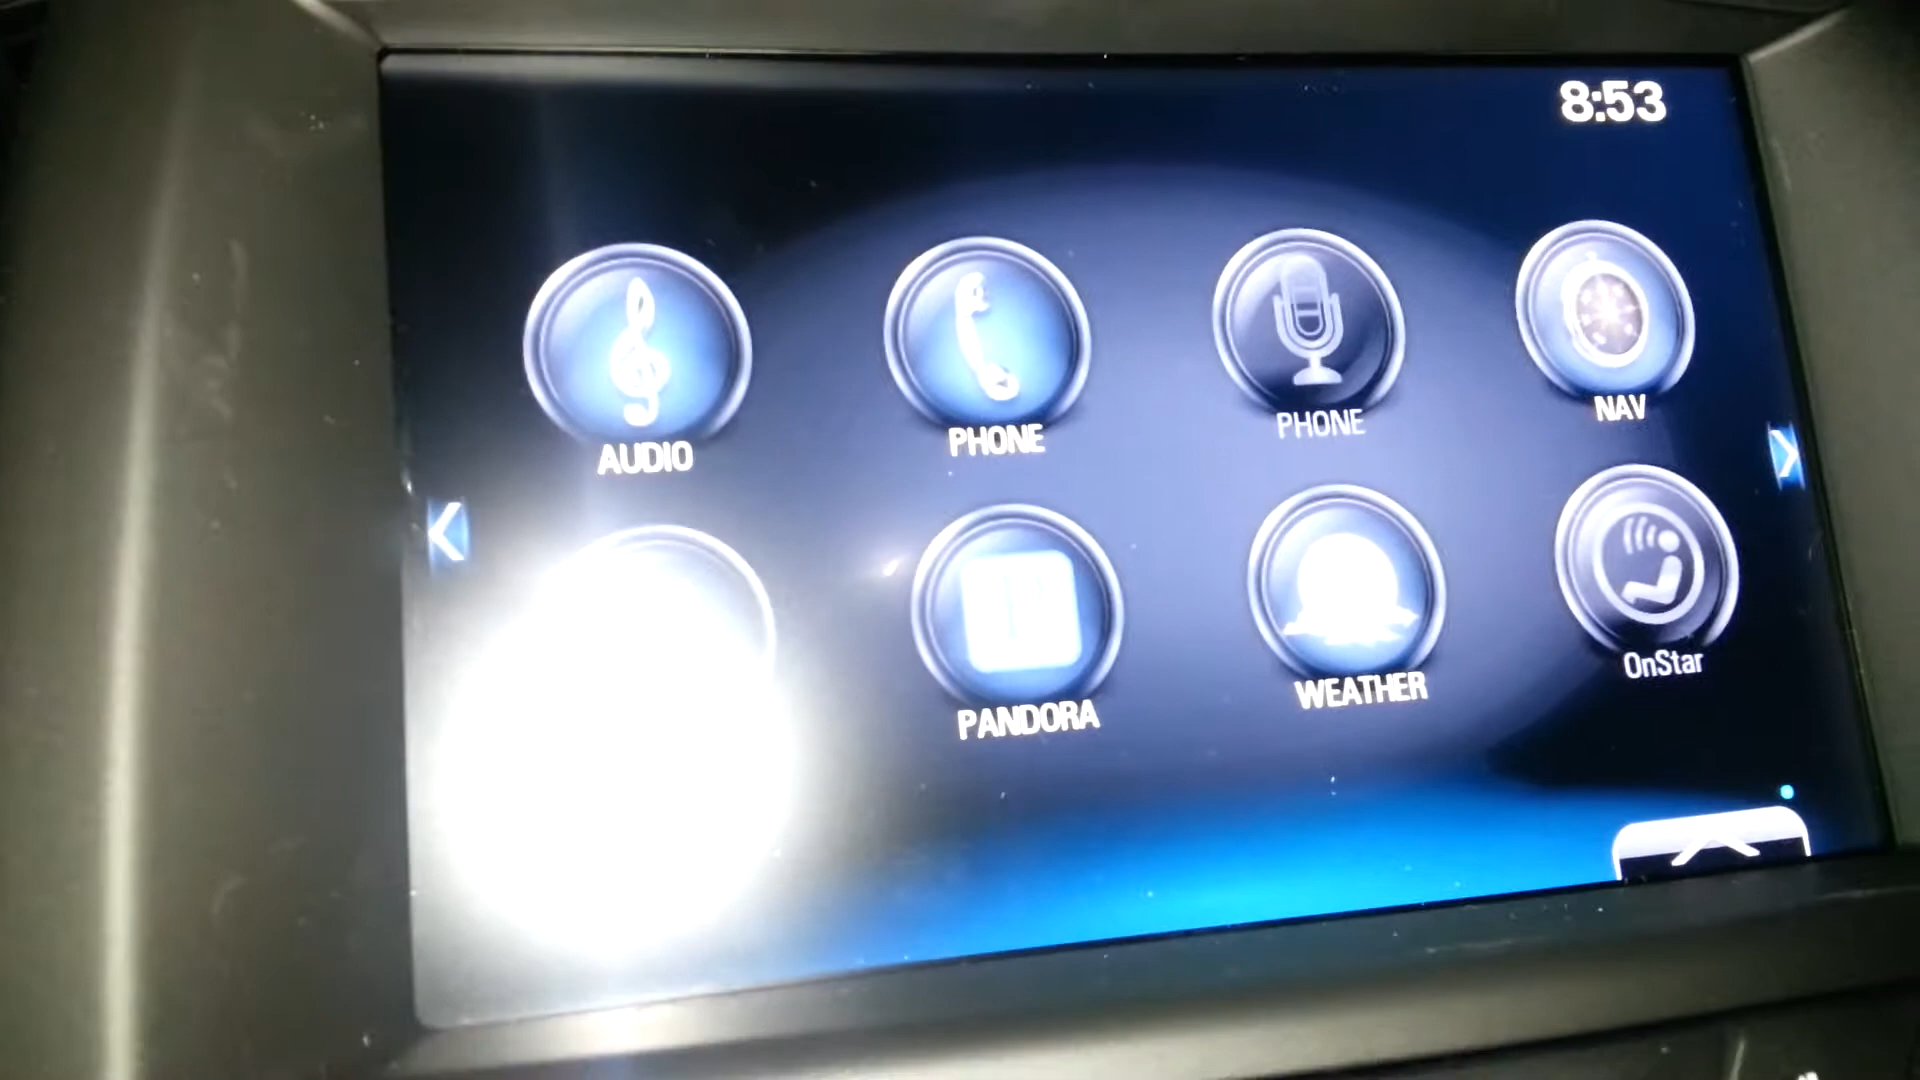 8:53
AUDIO
PHONE
PHONE
NAV
PANDORA
WEATHER
OnStar